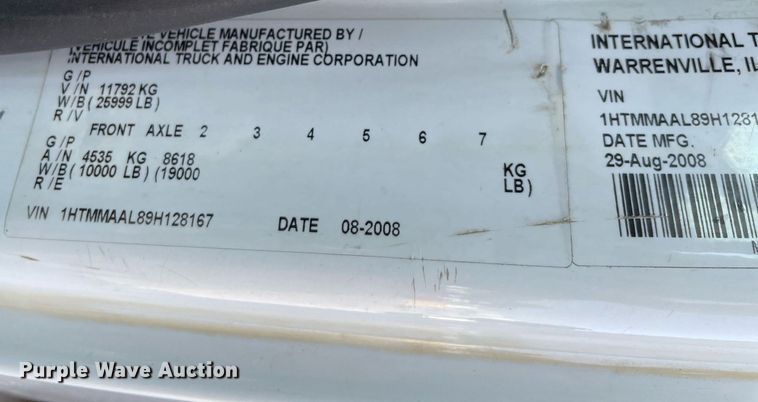 VEHICLE MANUFACTURED BY /
(VEHICULE INCOMPLET FABRIQUE PAR)
INTERNATIONAL TRUCK AND ENGINE CORPORATION
G/P
V/N 11792 KG
W/B (25999 LB)
R/V
FRONT AXLE 2 3 4 5 6 7
G/P
A/N 4535 KG 8618 KG
W/B (10000 LB) (19000 LB)
R/E
VIN 1HTMMAAL89H128167 DATE 08-2008
INTERNATIONAL T
WARRENVILLE, IL
VIN
1HTMMAAL89H1281
DATE MFG.
29-Aug-2008
Purple Wave Auction